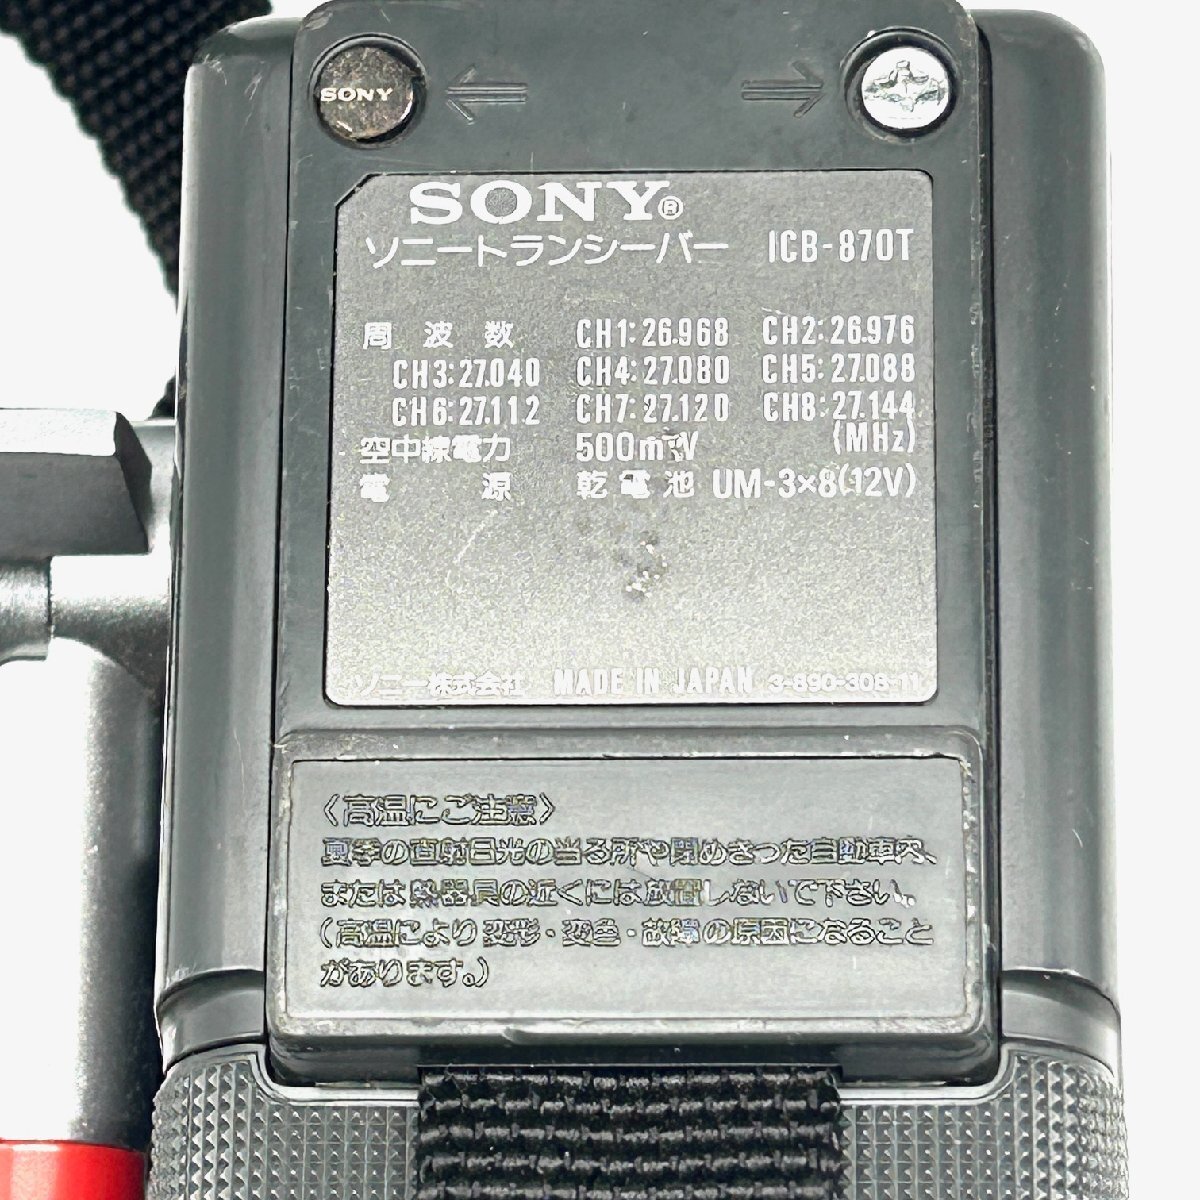 SONY
SONY®
ソニートランシーバー ICB-870T
周波数 CH1:26.968 CH2:26.976
CH3:27.040 CH4:27.080 CH5:27.088
CH6:27.112 CH7:27.120 CH8:27.144
(MHz)
空中線電力 500mW
電源 乾電池 UM-3×8(12V)
ソニー株式会社 MADE IN JAPAN 3-890-308-11
〈高温にご注意〉
夏季の直射日光の当る所や閉めきった自動車内、
または熱器具の近くには放置しないで下さい。
(高温により変形・変色・故障の原因になること
があります。)